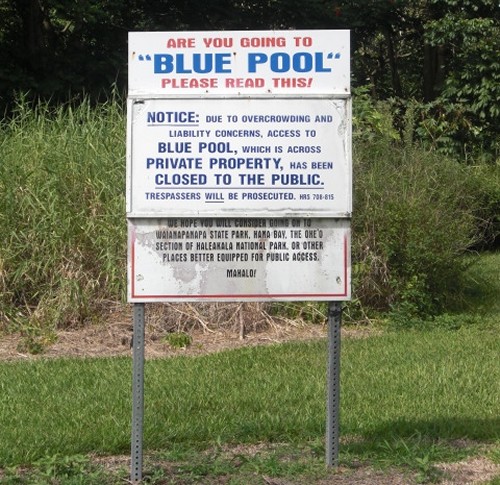 ARE YOU GOING TO
"BLUE POOL"
PLEASE READ THIS!
NOTICE: DUE TO OVERCROWDING AND
LIABILITY CONCERNS, ACCESS TO
BLUE POOL, WHICH IS ACROSS
PRIVATE PROPERTY, HAS BEEN
CLOSED TO THE PUBLIC.
TRESPASSERS WILL BE PROSECUTED. HRS 708-815
WE HOPE YOU WILL CONSIDER GOING ON TO
WAIANAPANAPA STATE PARK, HANA BAY, THE OHE'O
SECTION OF HALEAKALA NATIONAL PARK, OR OTHER
PLACES BETTER EQUIPPED FOR PUBLIC ACCESS.
MAHALO!